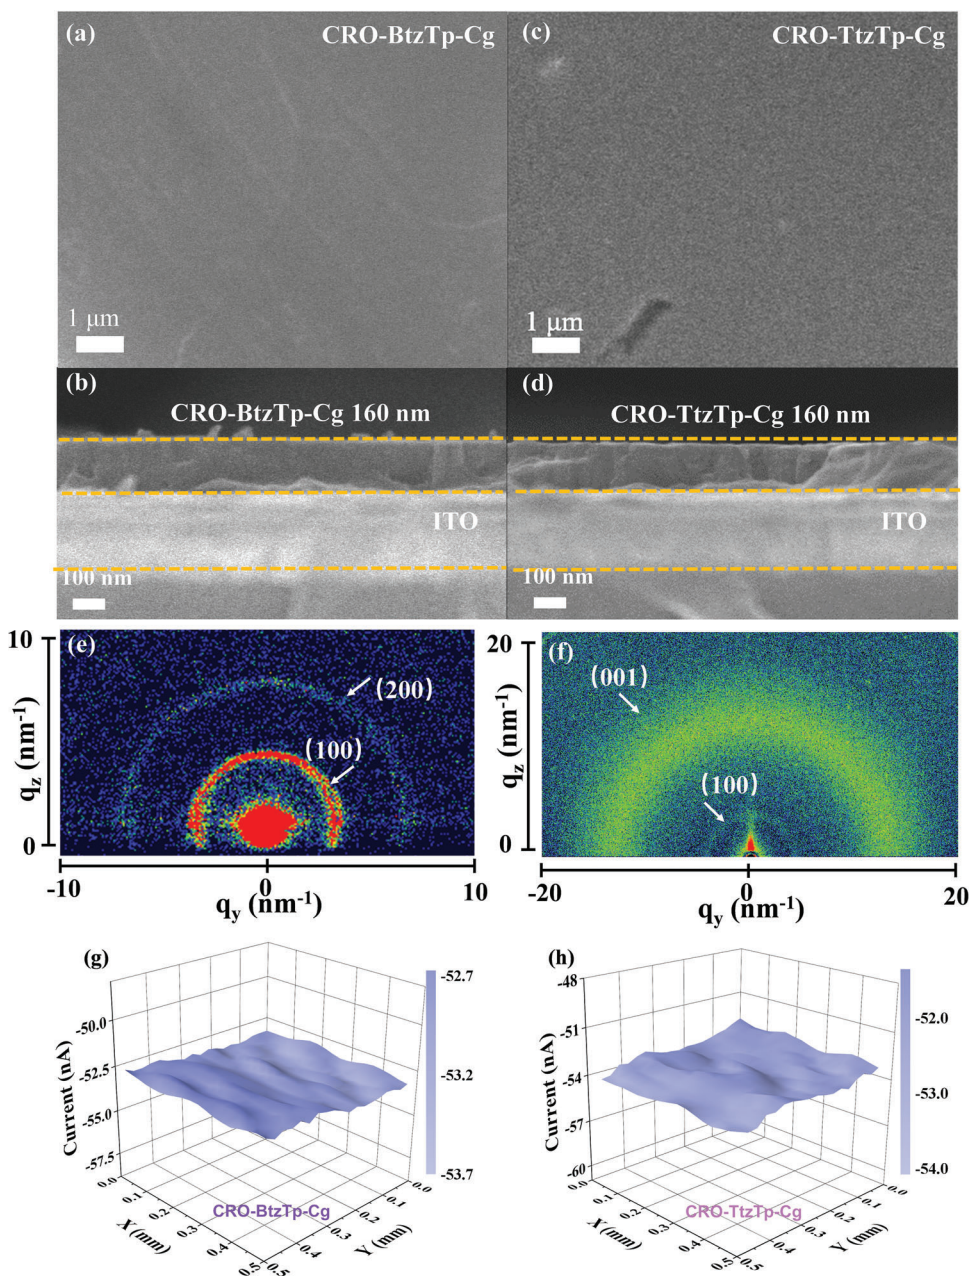 (a)
CRO-BtzTp-Cg
1 μm
(c)
CRO-TtzTp-Cg
1 μm
(b)
CRO-BtzTp-Cg 160 nm
ITO
100 nm
(d)
CRO-TtzTp-Cg 160 nm
ITO
100 nm
(e)
(200)
(100)
10
0
qz (nm-1)
-10
0
10
qy (nm-1)
(f)
(001)
(100)
20
0
qz (nm-1)
-20
0
20
qy (nm-1)
(g)
-50.0
-52.5
-55.0
-57.5
Current (nA)
0.0
0.1
0.2
0.3
0.4
0.5
X (mm)
0.0
0.1
0.2
0.3
0.4
0.5
Y (mm)
CRO-BtzTp-Cg
-52.7
-53.2
-53.7
(h)
-48
-51
-54
-57
-60
Current (nA)
0.0
0.1
0.2
0.3
0.4
0.5
X (mm)
0.0
0.1
0.2
0.3
0.4
0.5
Y (mm)
CRO-TtzTp-Cg
-52.0
-53.0
-54.0